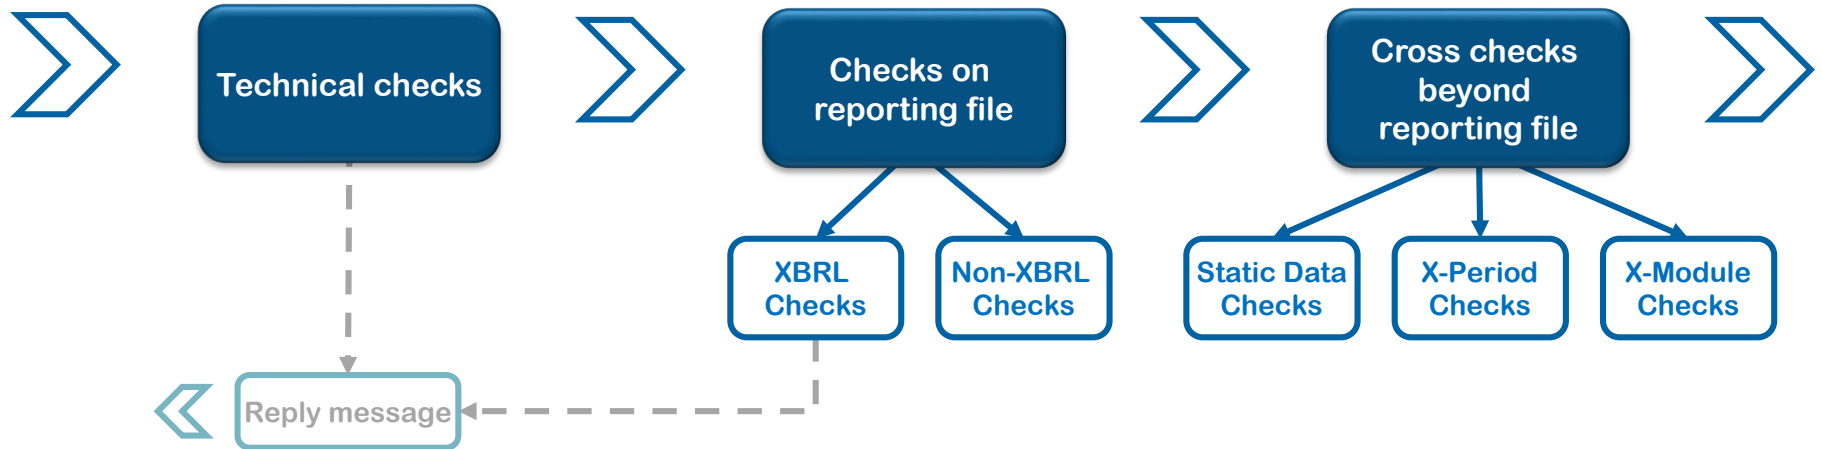 Technical checks
Checks on
reporting file
Cross checks
beyond
reporting file
XBRL
Checks
Non-XBRL
Checks
Static Data
Checks
X-Period
Checks
X-Module
Checks
Reply message